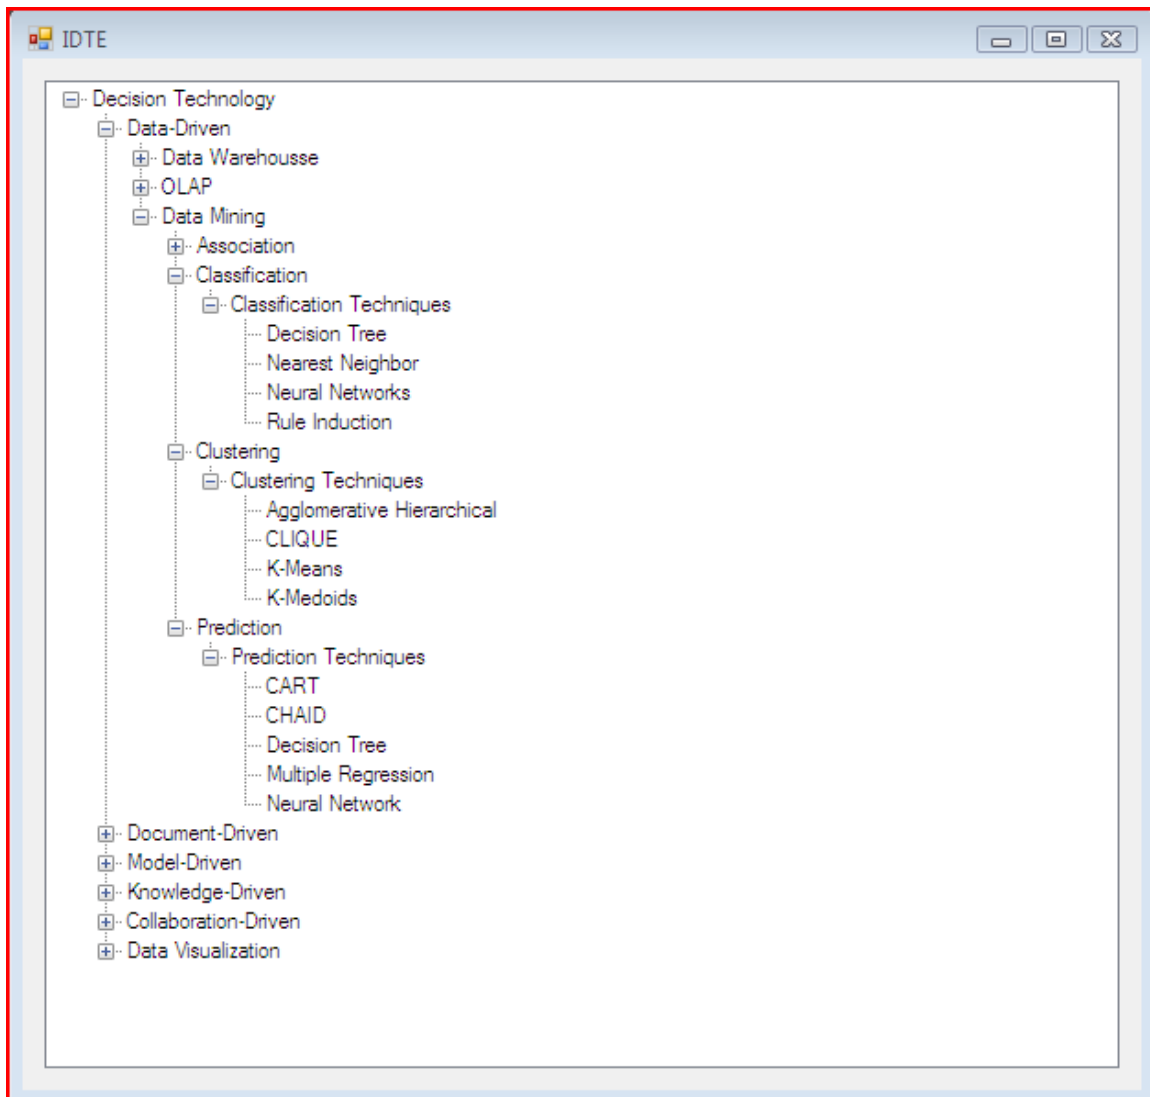 IDTE
Decision Technology
Data-Driven
Data Warehousse
OLAP
Data Mining
Association
Classification
Classification Techniques
Decision Tree
Nearest Neighbor
Neural Networks
Rule Induction
Clustering
Clustering Techniques
Agglomerative Hierarchical
CLIQUE
K-Means
K-Medoids
Prediction
Prediction Techniques
CART
CHAID
Decision Tree
Multiple Regression
Neural Network
Document-Driven
Model-Driven
Knowledge-Driven
Collaboration-Driven
Data Visualization